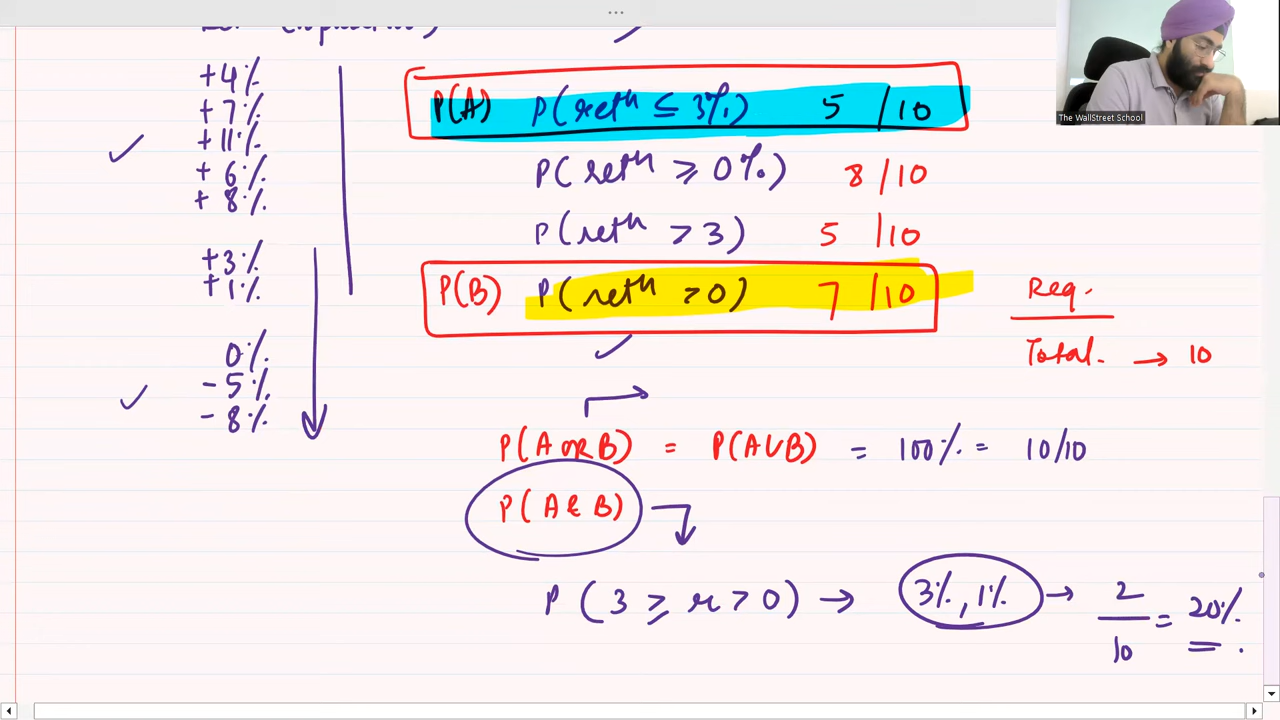 +4%
+7%
+11%
+6%
+8%
+3%
+1%
0%
-5%
-8%
P(A) P(retn ≤ 3%) 5 /10
P(retn ≥ 0%.) 8 /10
P(retn > 3) 5 /10
P(B) P(retn > 0) 7 /10
Req.
Total. → 10
P(A OR B) = P(A∪B) = 100% = 10/10
P(A & B)
P (3 ≥ r > 0) → 3%, 1% → 2/10 = 20%.
The WallStreet School